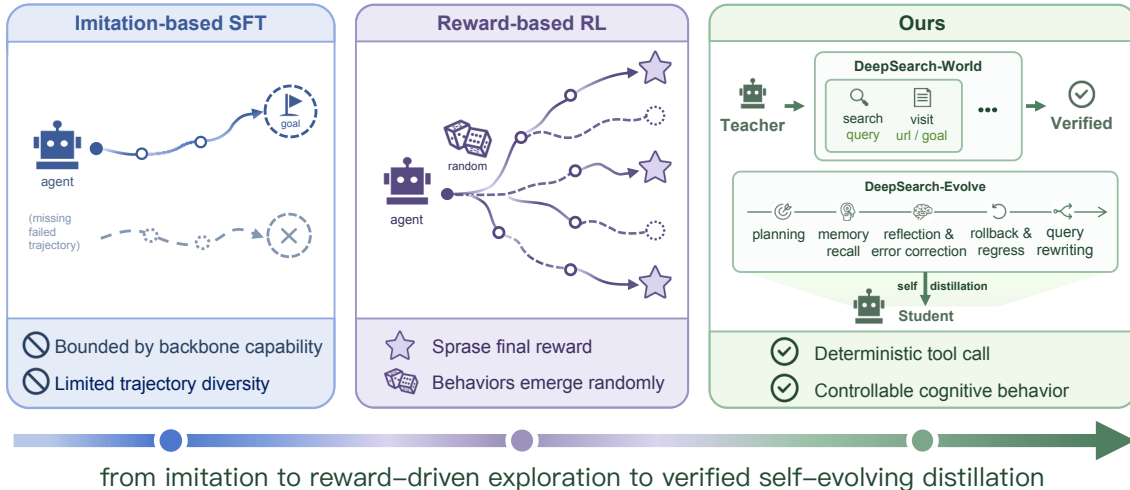 Imitation-based SFT
goal
agent
(missing
failed
trajectory)
Bounded by backbone capability
Limited trajectory diversity
Reward-based RL
random
agent
Sprase final reward
Behaviors emerge randomly
Ours
DeepSearch-World
search
query
visit
url / goal
...
Teacher
Verified
DeepSearch-Evolve
planning
memory
recall
reflection &
error correction
rollback &
regress
query
rewriting
self distillation
Student
Deterministic tool call
Controllable cognitive behavior
from imitation to reward-driven exploration to verified self-evolving distillation